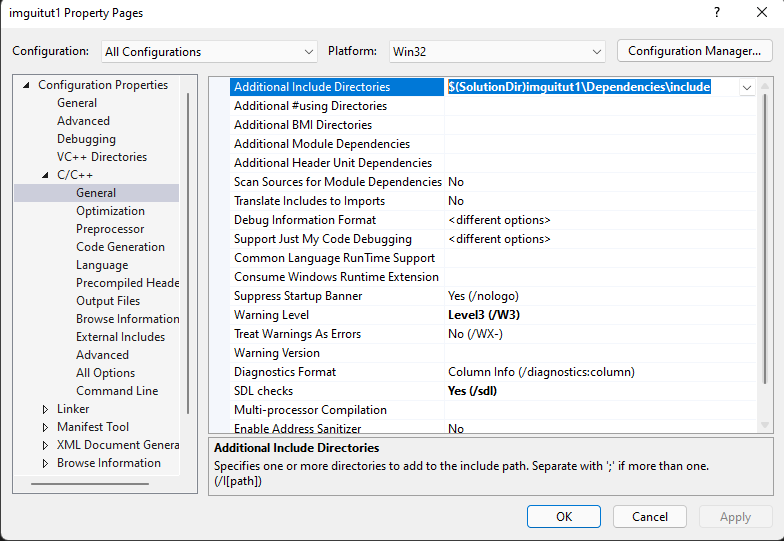 imguitut1 Property Pages
Configuration: All Configurations Platform: Win32 Configuration Manager...
Configuration Properties
General
Advanced
Debugging
VC++ Directories
C/C++
General
Optimization
Preprocessor
Code Generation
Language
Precompiled Heade
Output Files
Browse Information
External Includes
Advanced
All Options
Command Line
Linker
Manifest Tool
XML Document Genera
Browse Information
Additional Include Directories $(SolutionDir)imguitut1\Dependencies\include
Additional #using Directories
Additional BMI Directories
Additional Module Dependencies
Additional Header Unit Dependencies
Scan Sources for Module Dependencies No
Translate Includes to Imports No
Debug Information Format <different options>
Support Just My Code Debugging <different options>
Common Language RunTime Support
Consume Windows Runtime Extension
Suppress Startup Banner Yes (/nologo)
Warning Level Level3 (/W3)
Treat Warnings As Errors No (/WX-)
Warning Version
Diagnostics Format Column Info (/diagnostics:column)
SDL checks Yes (/sdl)
Multi-processor Compilation
Enable Address Sanitizer No
Additional Include Directories
Specifies one or more directories to add to the include path. Separate with ';' if more than one.
(/I[path])
OK Cancel Apply